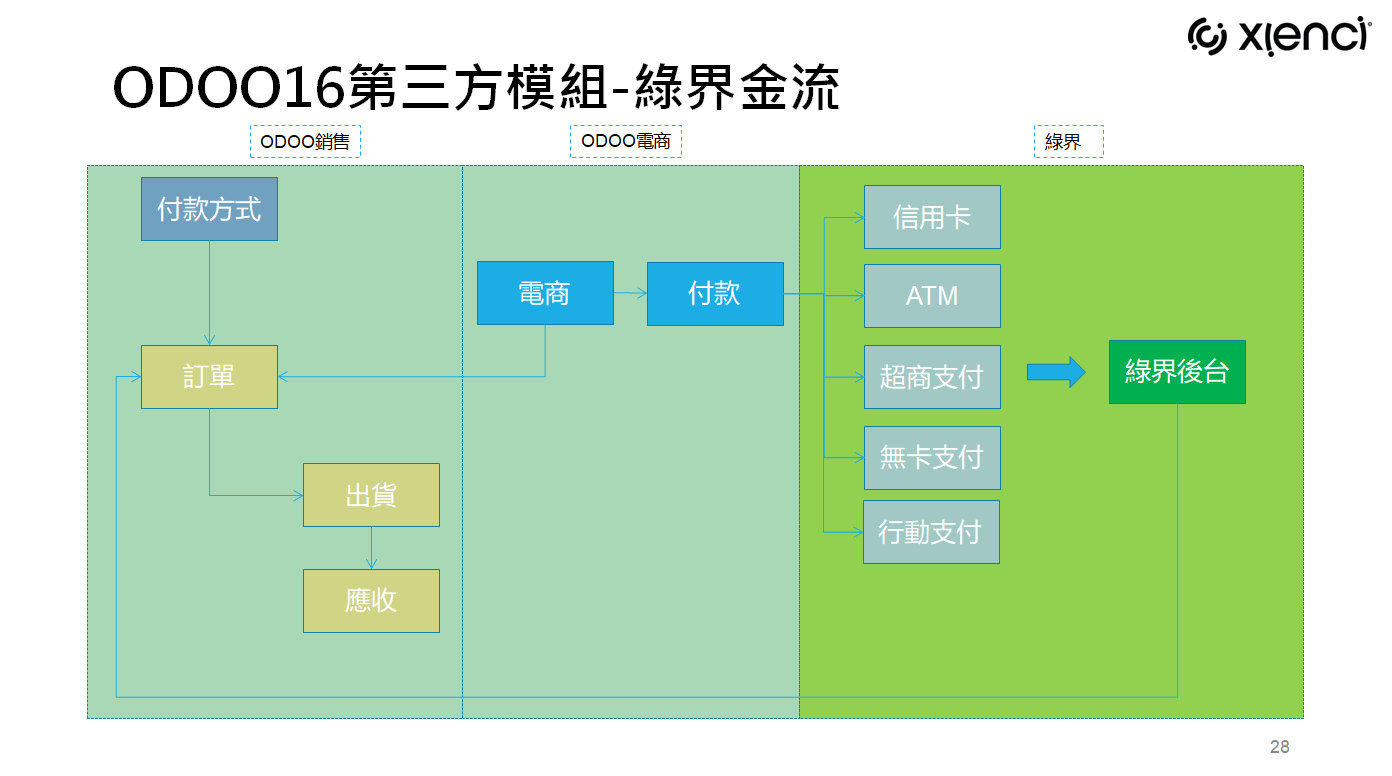 xienci
ODOO16第三方模組-綠界金流
ODOO銷售
ODOO電商
綠界
付款方式
信用卡
電商
付款
ATM
訂單
超商支付
綠界後台
無卡支付
出貨
行動支付
應收
28